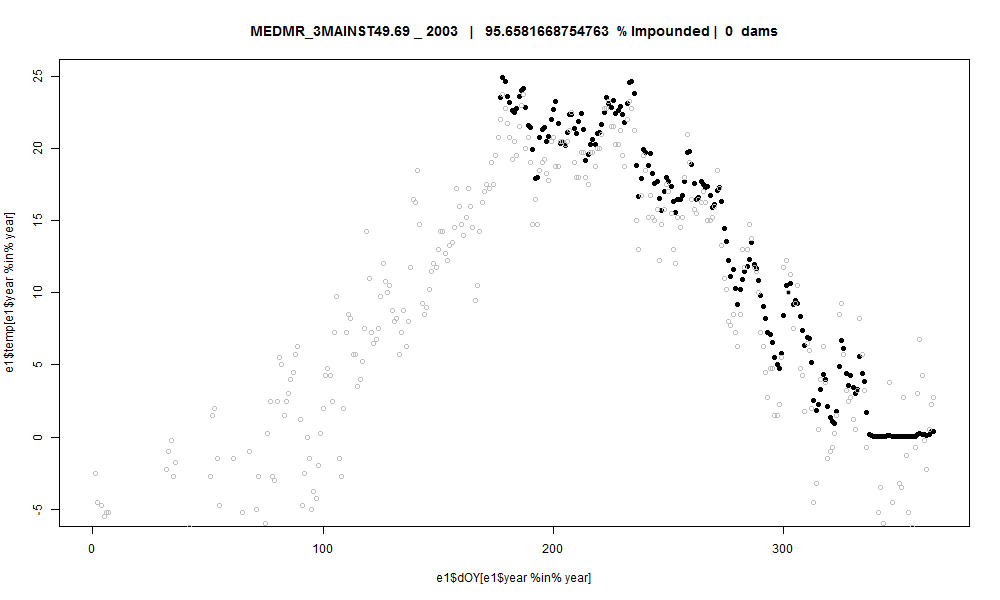 MEDMR_3MAINST49.69 _ 2003 | 95.6581668754763 % Impounded | 0 dams
25
20
15
10
5
0
-5
e1$temp[e1$year %in% year]
0 100 200 300
e1$dOY[e1$year %in% year]